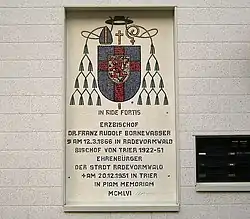 IN FIDE FORTIS
ERZBISCHOF
DR. FRANZ RUDOLF BORNEWASSER
AM 12.3.1866 IN RADEVORMWALD
BISCHOF VON TRIER 1922-51
EHRENBÜRGER
DER STADT RADEVORMWALD
+ AM 20.12.1951 IN TRIER
IN PIAM MEMORIAM
MCMLVI